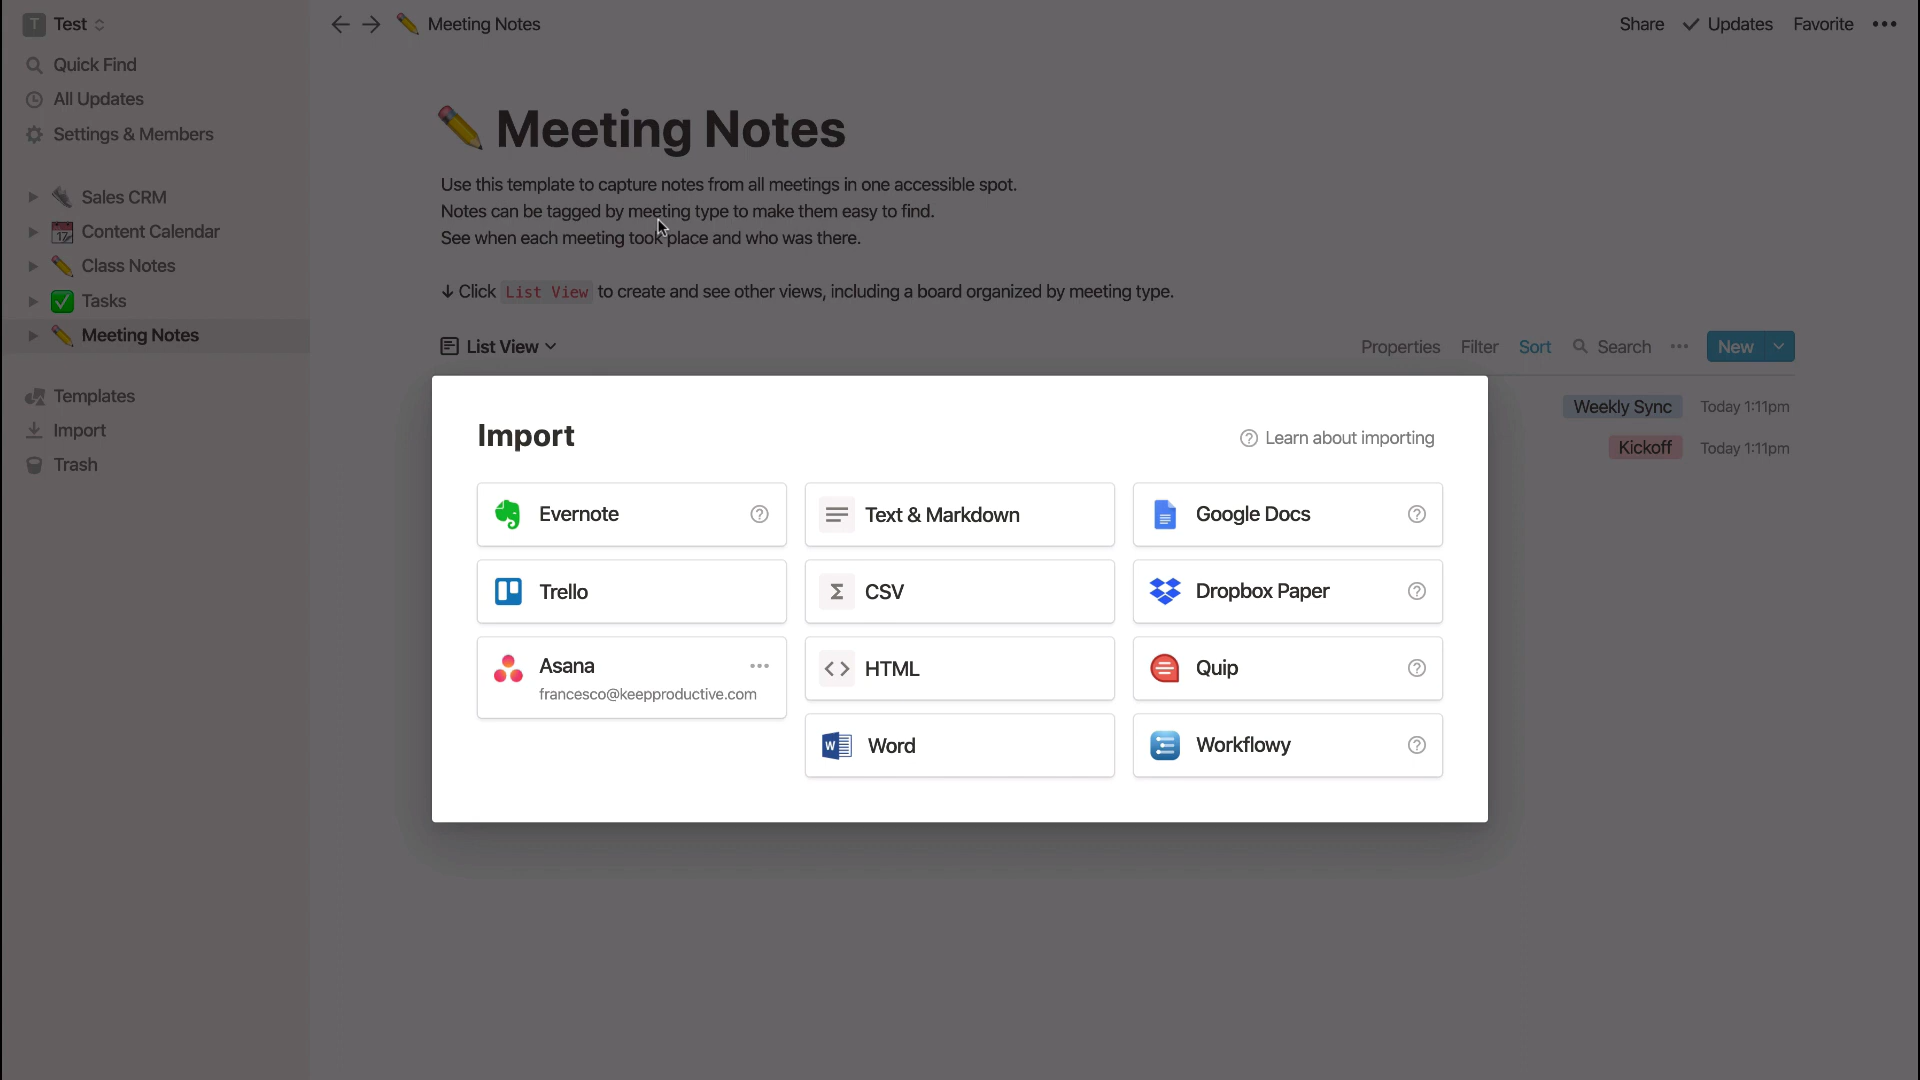 T Test
Quick Find
All Updates
Settings & Members
Sales CRM
Content Calendar
Class Notes
Tasks
Meeting Notes
Templates
Import
Trash
Meeting Notes
Share
Updates
Favorite
Meeting Notes
Use this template to capture notes from all meetings in one accessible spot.
Notes can be tagged by meeting type to make them easy to find.
See when each meeting took place and who was there.
↓ Click List View to create and see other views, including a board organized by meeting type.
List View
Properties
Filter
Sort
Search
New
Weekly Sync Today 1:11pm
Kickoff Today 1:11pm
Import
Learn about importing
Evernote
Trello
Asana
francesco@keepproductive.com
Text & Markdown
CSV
HTML
Word
Google Docs
Dropbox Paper
Quip
Workflowy